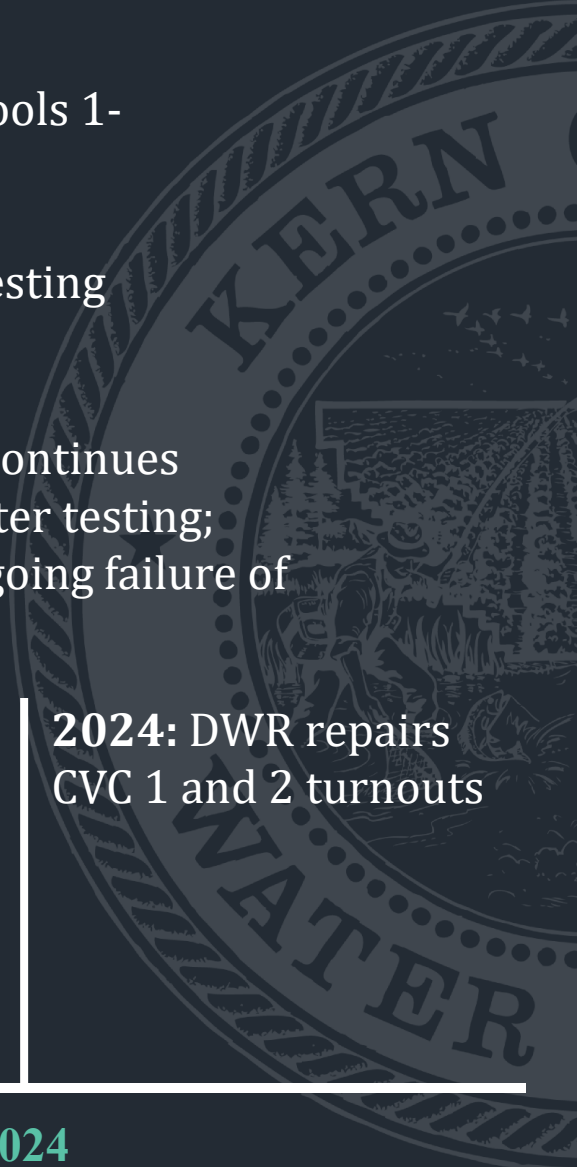 ools 1-
esting
ontinues
ter testing;
going failure of
2024: DWR repairs
CVC 1 and 2 turnouts
024
KERN
WATER